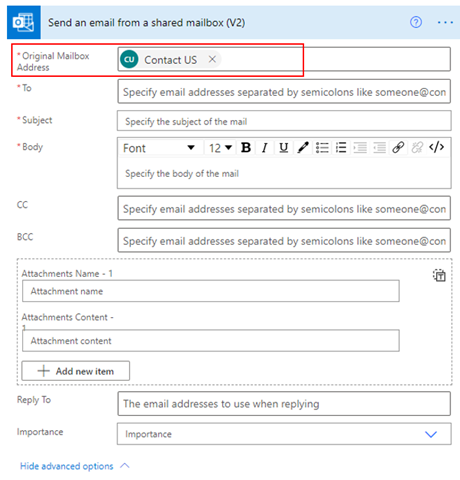 Send an email from a shared mailbox (V2)
* Original Mailbox
Address
CU Contact US
* To
Specify email addresses separated by semicolons like someone@con
* Subject
Specify the subject of the mail
* Body
Font 12 B I U </>
Specify the body of the mail
CC
Specify email addresses separated by semicolons like someone@con
BCC
Specify email addresses separated by semicolons like someone@con
Attachments Name - 1
Attachment name
Attachments Content -
1
Attachment content
Add new item
Reply To
The email addresses to use when replying
Importance
Importance
Hide advanced options